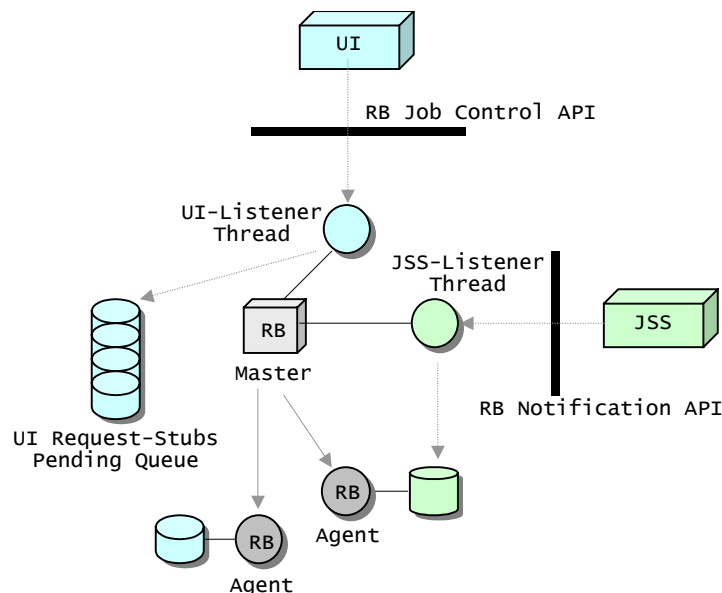 UI
RB Job Control API
UI-Listener
Thread
JSS-Listener
Thread
JSS
RB
Master
RB Notification API
UI Request-Stubs
Pending Queue
RB
Agent
RB
Agent